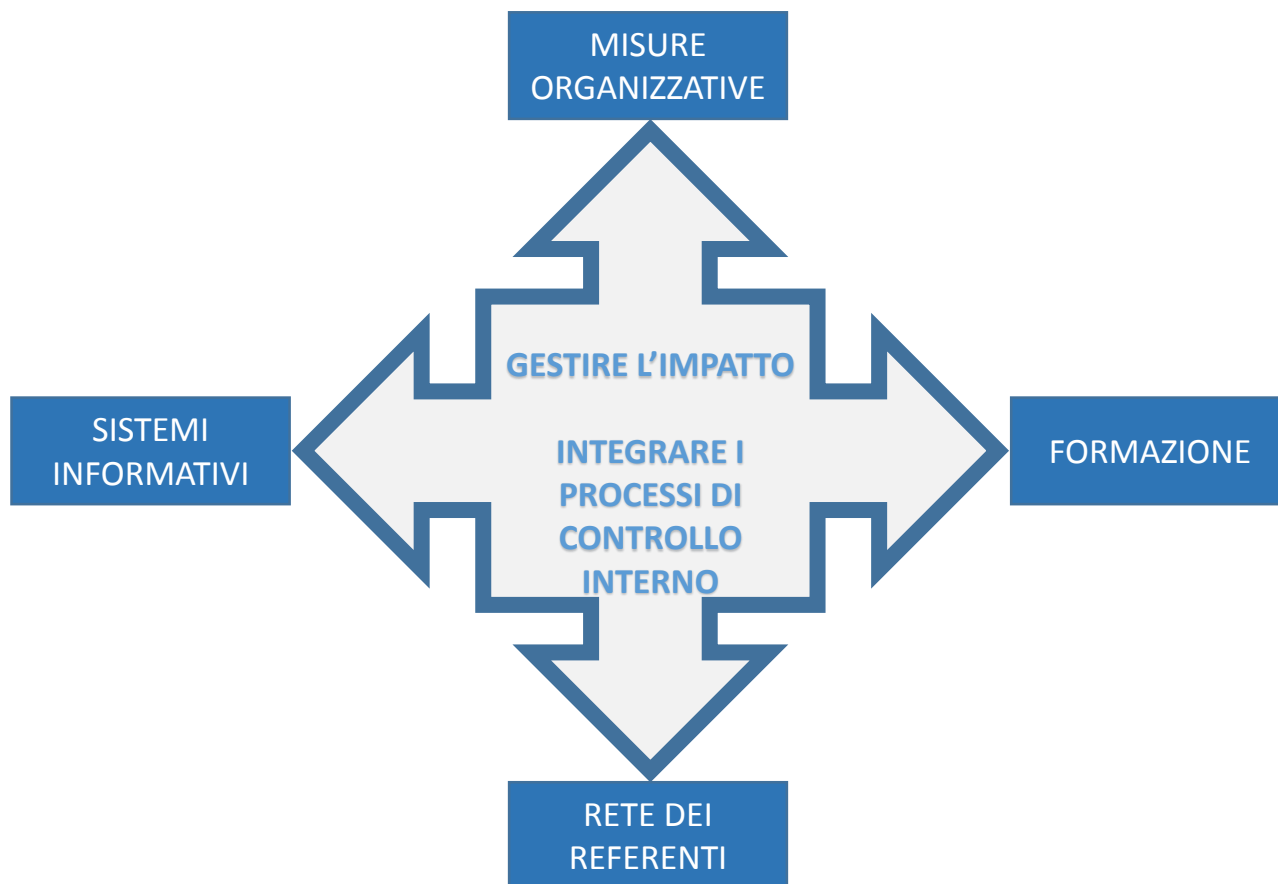 MISURE
ORGANIZZATIVE
GESTIRE L’IMPATTO
INTEGRARE I
PROCESSI DI
CONTROLLO
INTERNO
SISTEMI
INFORMATIVI
FORMAZIONE
RETE DEI
REFERENTI